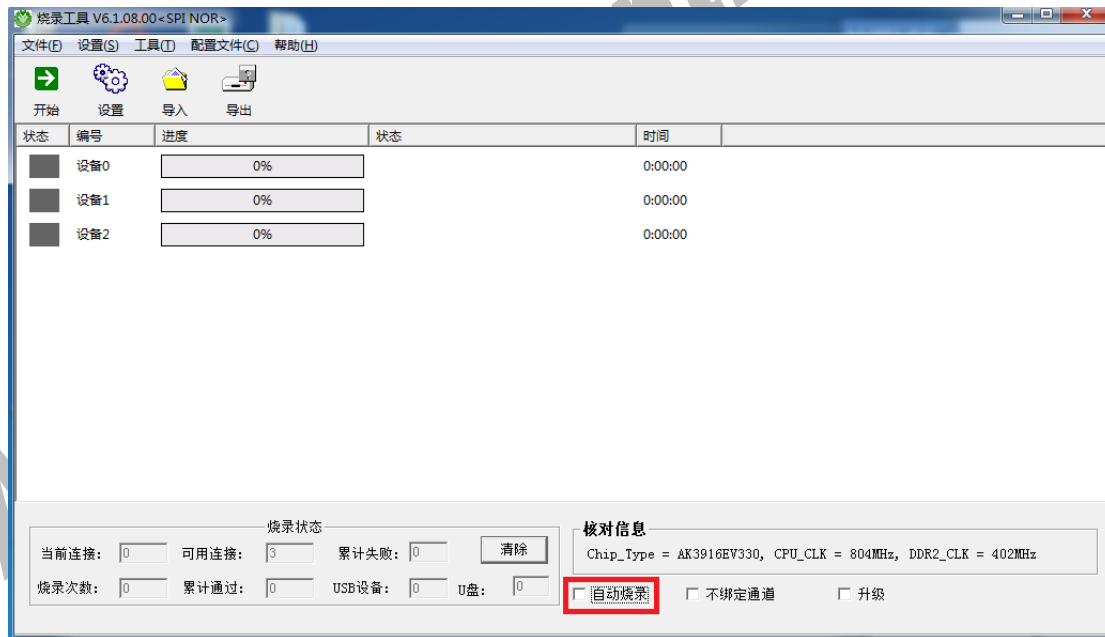 烧录工具 V6.1.08.00<SPI NOR>
文件(F) 设置(S) 工具(T) 配置文件(C) 帮助(H)
开始 设置 导入 导出
状态 编号 进度 状态 时间
设备0 0% 0:00:00
设备1 0% 0:00:00
设备2 0% 0:00:00
烧录状态
当前连接: 0 可用连接: 3 累计失败: 0 清除
烧录次数: 0 累计通过: 0 USB设备: 0 U盘: 0
核对信息
Chip_Type = AK3916EV330, CPU_CLK = 804MHz, DDR2_CLK = 402MHz
自动烧录 不绑定通道 升级